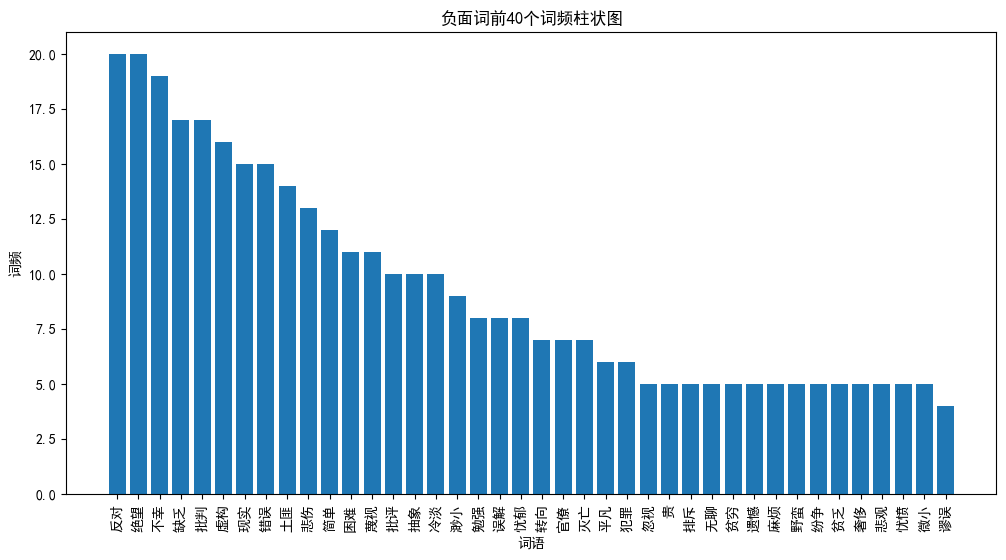 负面词前40个词频柱状图
词频
20.0
17.5
15.0
12.5
10.0
7.5
5.0
2.5
0.0
反对
绝望
不幸
缺乏
批判
虚构
现实
错误
土匪
悲伤
简单
困难
蔑视
批评
抽象
冷淡
渺小
勉强
误解
忧郁
转向
官僚
灭亡
平凡
犯罪
忽视
贵
排斥
无聊
贫穷
遗憾
麻烦
野蛮
纷争
贫乏
奢侈
悲观
忧愤
微小
谬误
词语